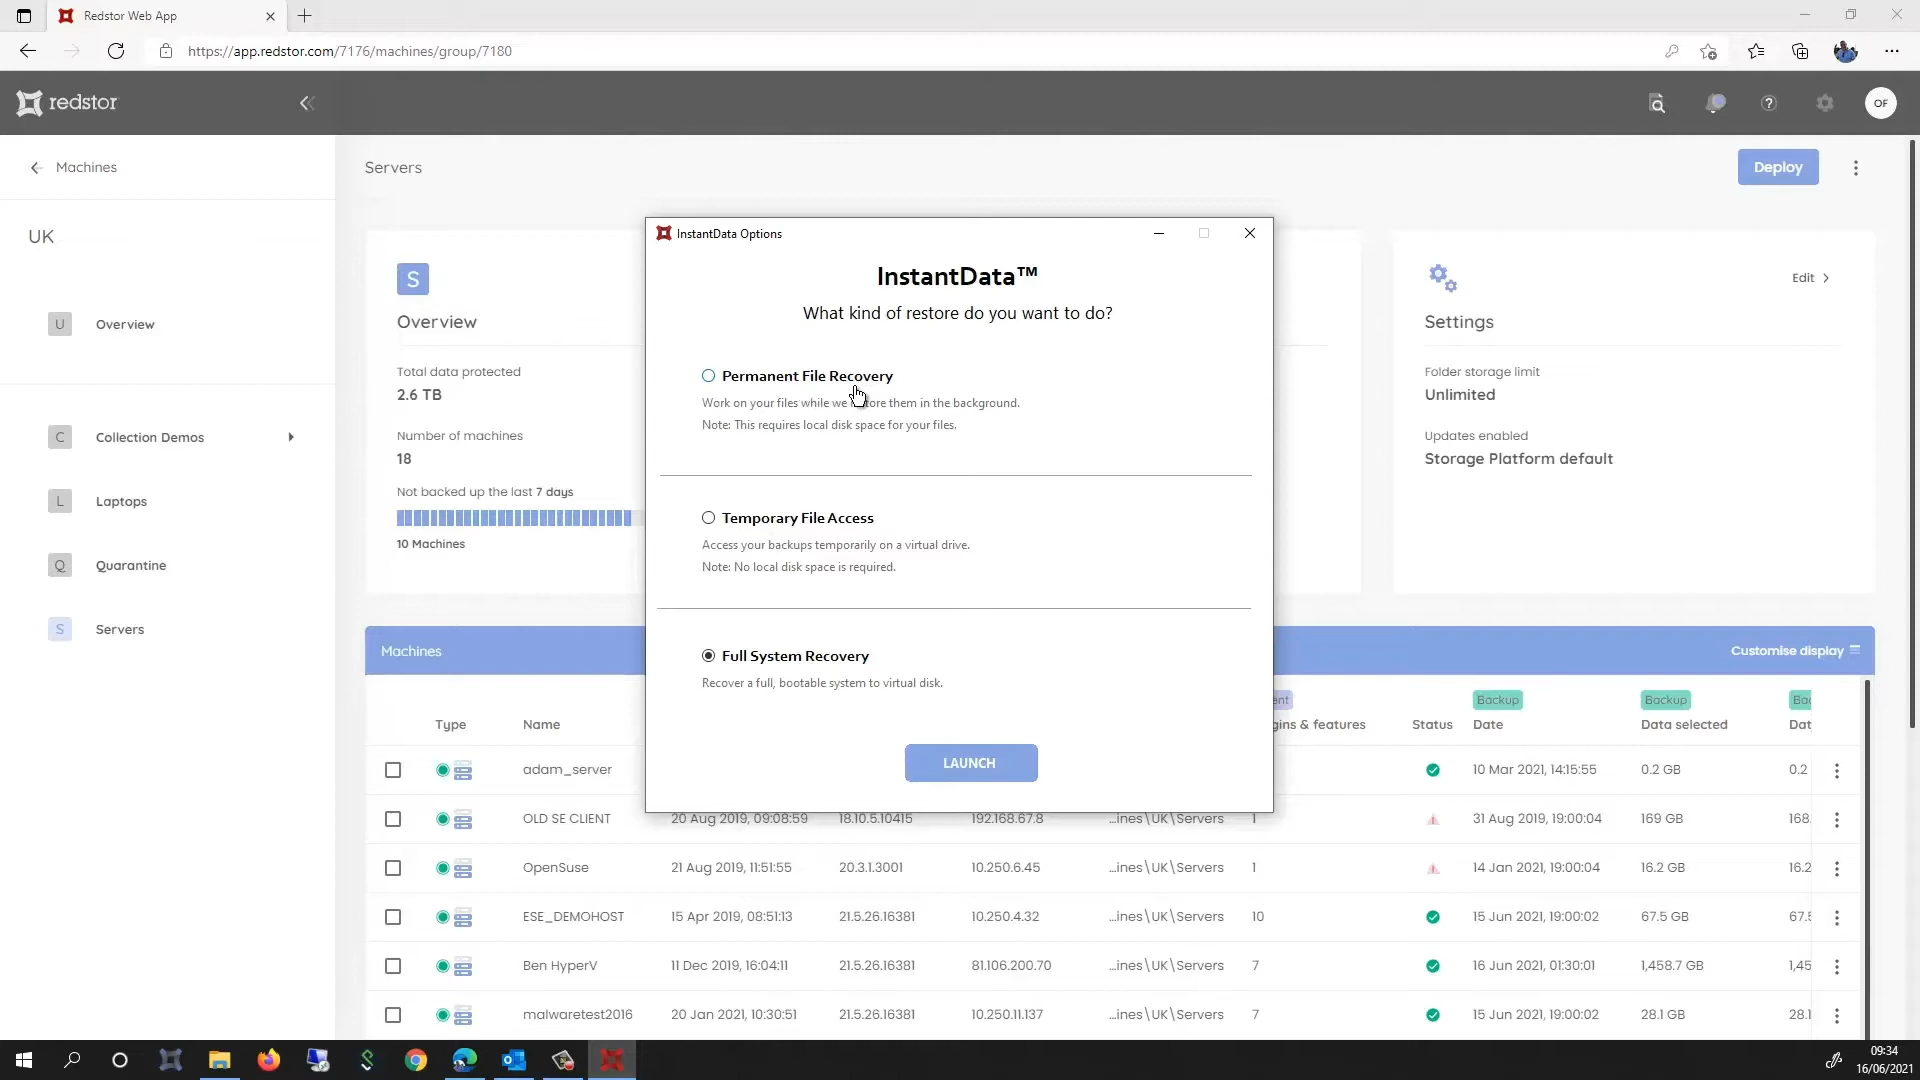 Redstor Web App
https://app.redstor.com/7176/machines/group/7180
redstor
OF
Machines
Servers
Deploy
UK
U Overview
C Collection Demos
L Laptops
Q Quarantine
S Servers
S
Overview
Total data protected
2.6 TB
Number of machines
18
Not backed up the last 7 days
10 Machines
Edit
Settings
Folder storage limit
Unlimited
Updates enabled
Storage Platform default
InstantData Options
InstantData™
What kind of restore do you want to do?
Permanent File Recovery
Work on your files while we them in the background.
Note: This requires local disk space for your files.
Temporary File Access
Access your backups temporarily on a virtual drive.
Note: No local disk space is required.
Full System Recovery
Recover a full, bootable system to virtual disk.
LAUNCH
Machines
Customise display
Backup Backup
Type Name features Status Date Data selected Dat
adam_server 10 Mar 2021, 14:15:55 0.2 GB 0.2
OLD SE CLIENT 20 Aug 2019, 09:08:59 18.10.5.10415 192.168.67.8 ...ines\UK\Servers 1 31 Aug 2019, 19:00:04 169 GB 168
OpenSuse 21 Aug 2019, 11:51:55 20.3.1.3001 10.250.6.45 ...ines\UK\Servers 1 14 Jan 2021, 19:00:04 16.2 GB 16.2
ESE_DEMOHOST 15 Apr 2019, 08:51:13 21.5.26.16381 10.250.4.32 ...ines\UK\Servers 10 15 Jun 2021, 19:00:02 67.5 GB 67.5
Ben HyperV 11 Dec 2019, 16:04:11 21.5.26.16381 81.106.200.70 ...ines\UK\Servers 7 16 Jun 2021, 01:30:01 1,458.7 GB 1,45
malwaretest2016 20 Jan 2021, 10:30:51 21.5.26.16381 10.250.11.137 ...ines\UK\Servers 7 15 Jun 2021, 19:00:02 28.1 GB 28.1
09:34
16/06/2021